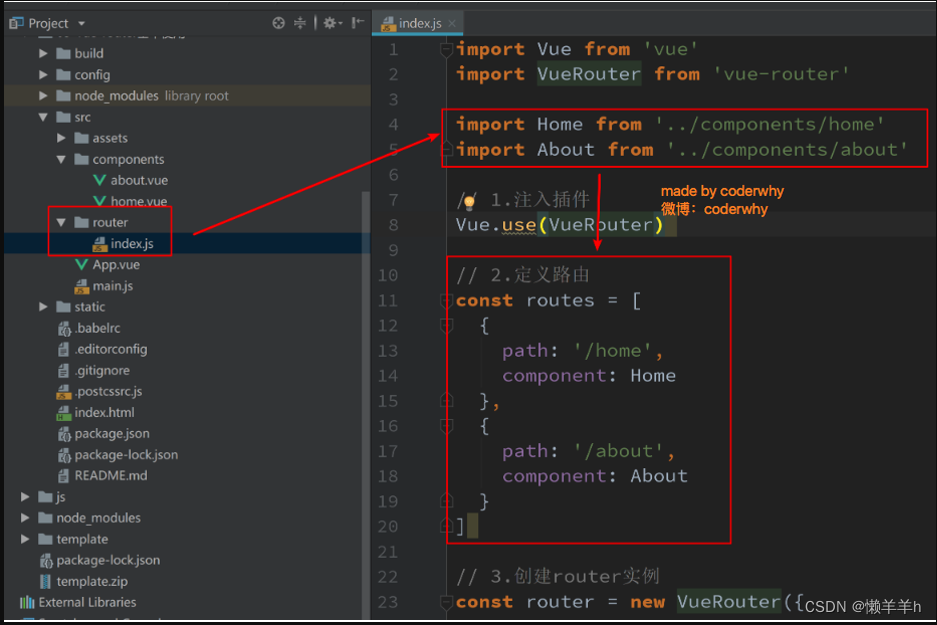 Project
build
config
node_modules library root
src
assets
components
about.vue
home.vue
router
index.js
App.vue
main.js
static
.babelrc
.editorconfig
.gitignore
.postcssrc.js
index.html
package.json
package-lock.json
README.md
js
node_modules
template
package-lock.json
template.zip
External Libraries
index.js ×
1 import Vue from 'vue'
2 import VueRouter from 'vue-router'
3
4 import Home from '../components/home'
5 import About from '../components/about'
6
7 // 1.注入插件
8 Vue.use(VueRouter)
made by coderwhy
微博：coderwhy
9
10 // 2.定义路由
11 const routes = [
12 {
13 path: '/home',
14 component: Home
15 },
16 {
17 path: '/about',
18 component: About
19 }
20 ]
21
22 // 3.创建router实例
23 const router = new VueRouter({
CSDN @懒羊羊h